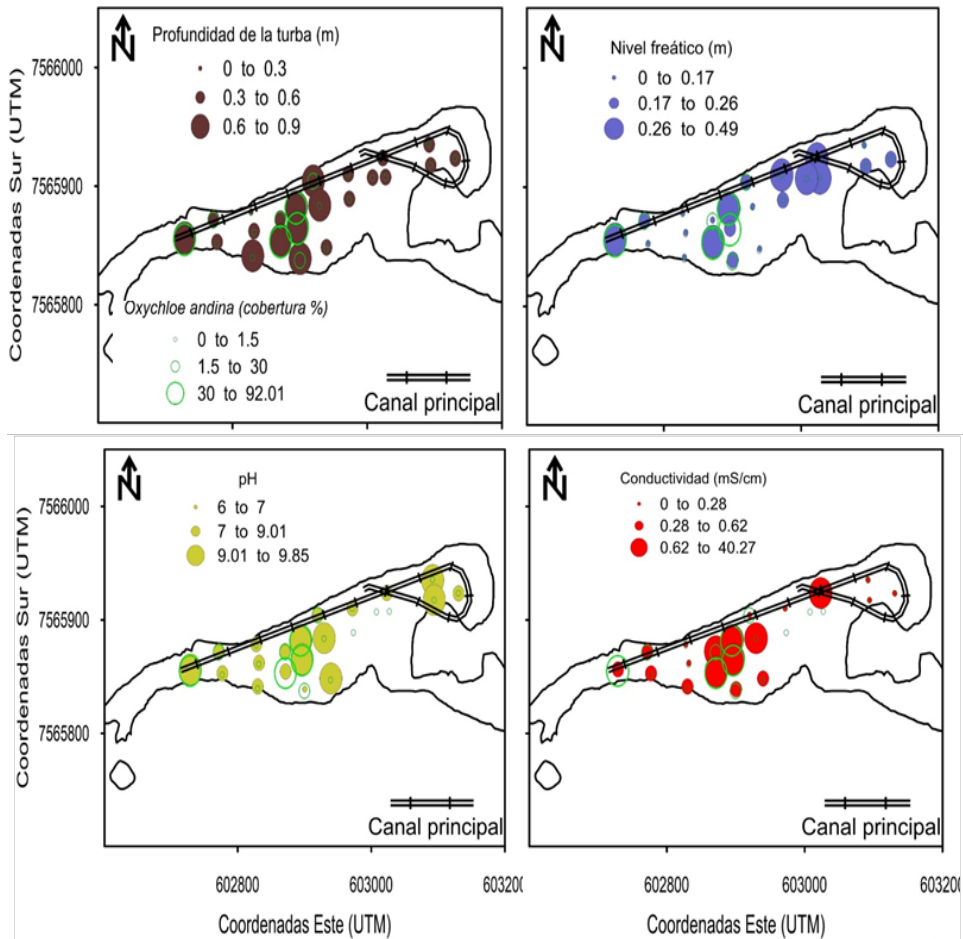 N
Profundidad de la turba (m)
0 to 0.3
0.3 to 0.6
0.6 to 0.9
Oxychloe andina (cobertura %)
0 to 1.5
1.5 to 30
30 to 92.01
Canal principal
Coordenadas Sur (UTM)
7566000
7565900
7565800
N
Nivel freático (m)
0 to 0.17
0.17 to 0.26
0.26 to 0.49
Canal principal
N
pH
6 to 7
7 to 9.01
9.01 to 9.85
Canal principal
Coordenadas Sur (UTM)
7566000
7565900
7565800
602800
603000
603200
Coordenadas Este (UTM)
N
Conductividad (mS/cm)
0 to 0.28
0.28 to 0.62
0.62 to 40.27
Canal principal
602800
603000
603200
Coordenadas Este (UTM)